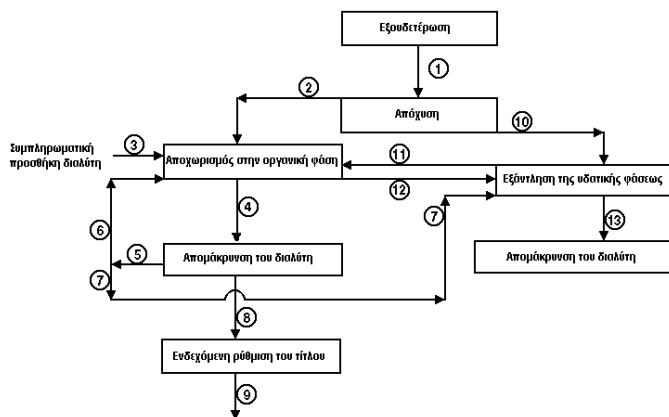 Εξουδετέρωση
1
2
Απόχυση
10
Συμπληρωματική
προσθήκη διαλύτη
3
Αποχωρισμός στην οργανική φάση
11
12
Εξάντληση της υδατικής φάσεως
4
7
13
6
5
Απομάκρυνση του διαλύτη
Απομάκρυνση του διαλύτη
7
8
Ενδεχόμενη ρύθμιση του τίτλου
9